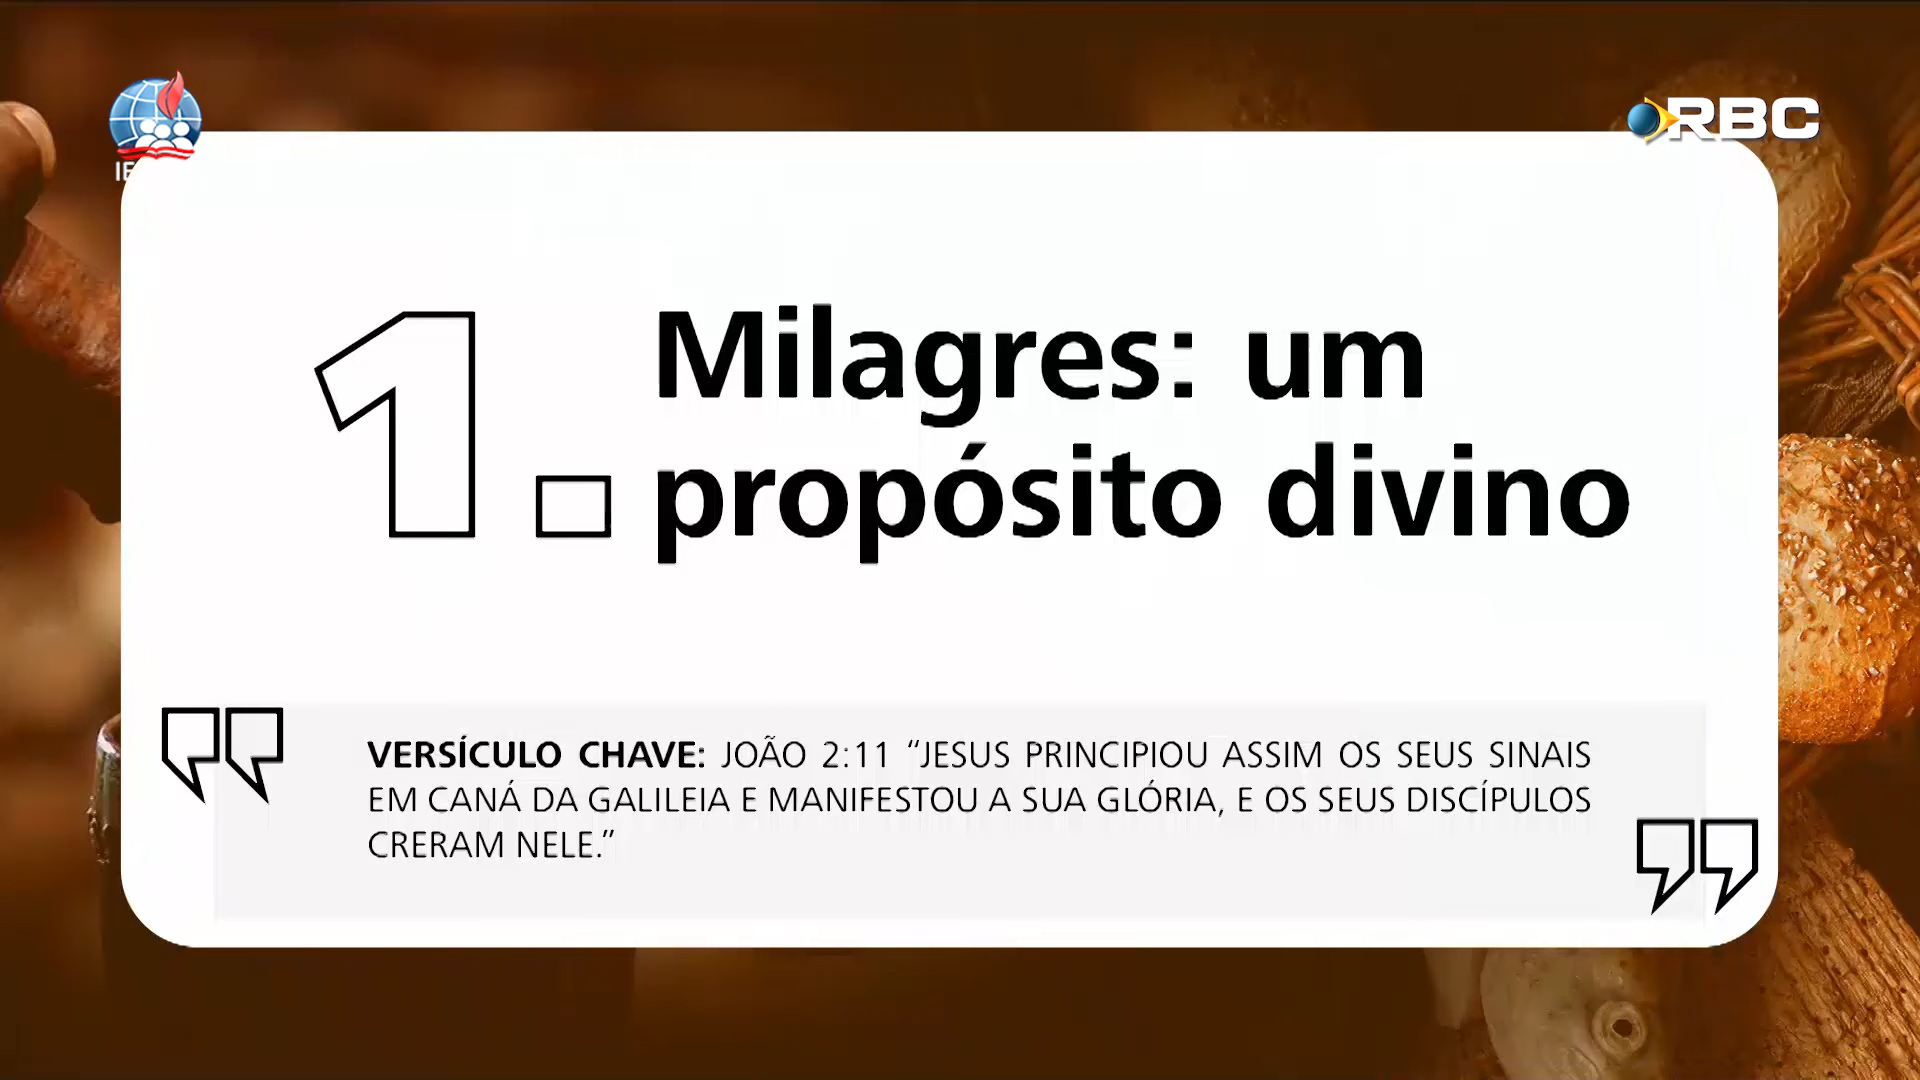 RBC
1. Milagres: um
propósito divino
VERSÍCULO CHAVE: JOÃO 2:11 “JESUS PRINCIPIOU ASSIM OS SEUS SINAIS
EM CANÁ DA GALILEIA E MANIFESTOU A SUA GLÓRIA, E OS SEUS DISCÍPULOS
CRERAM NELE.”